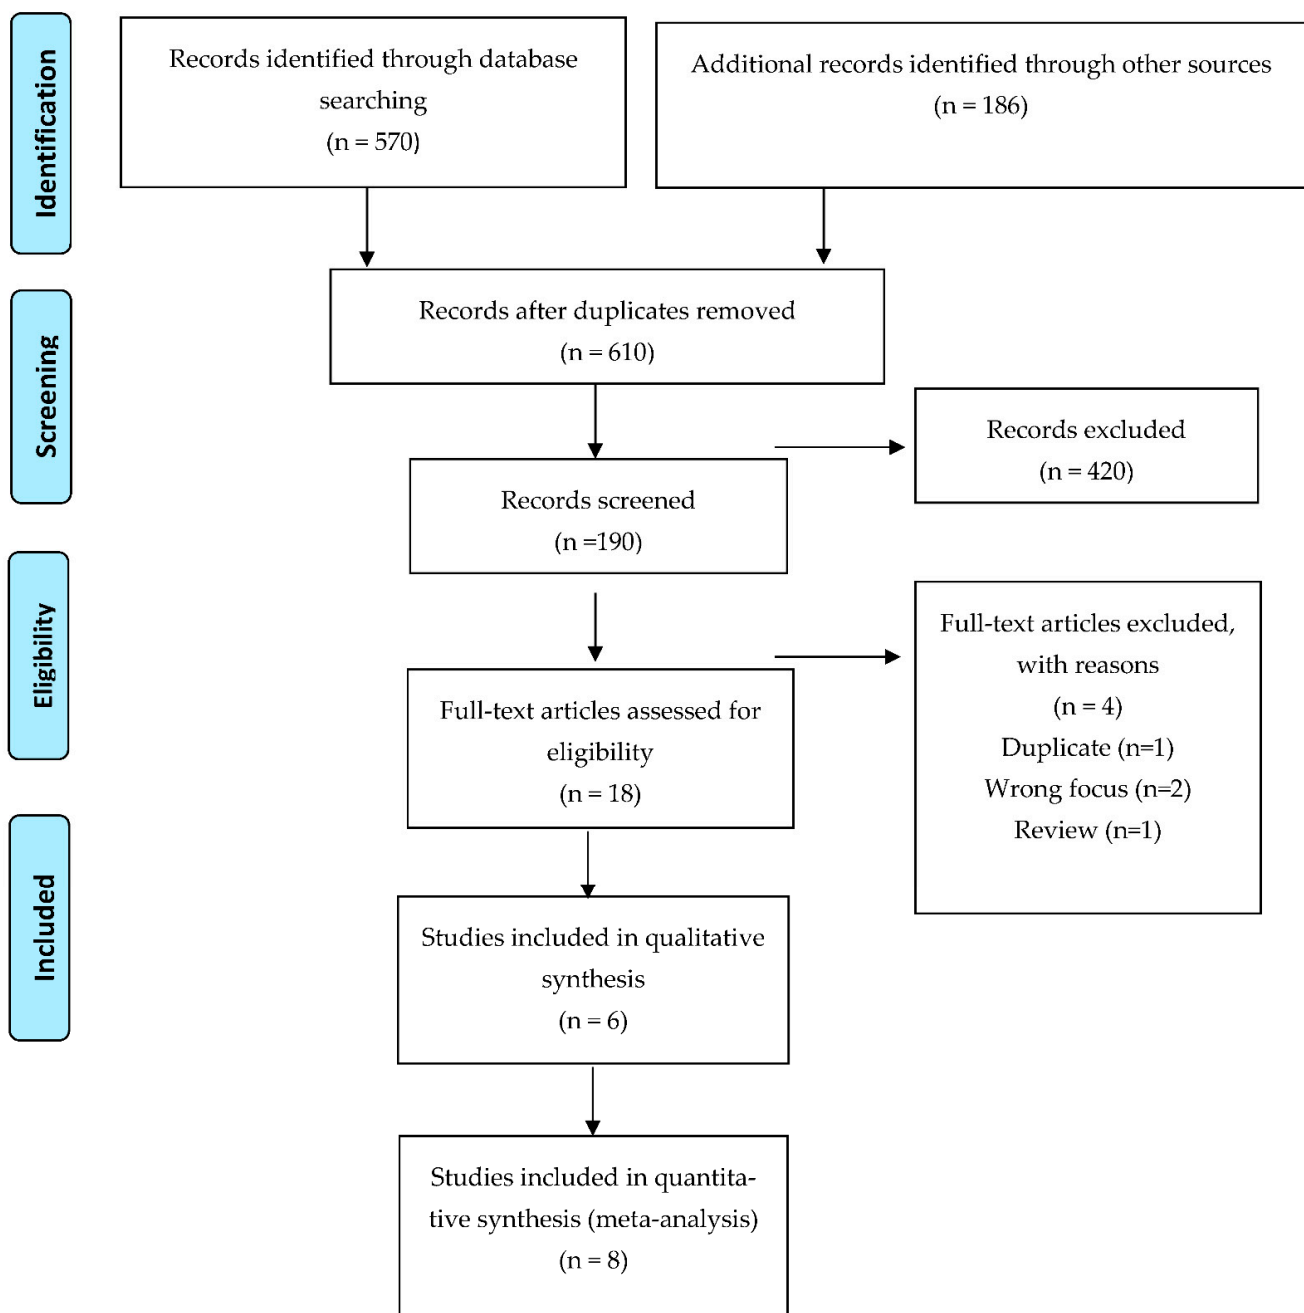 Identification
Records identified through database
searching
(n = 570)
Additional records identified through other sources
(n = 186)
Records after duplicates removed
(n = 610)
Screening
Records excluded
(n = 420)
Records screened
(n =190)
Eligibility
Full-text articles excluded,
with reasons
(n = 4)
Duplicate (n=1)
Wrong focus (n=2)
Review (n=1)
Full-text articles assessed for
eligibility
(n = 18)
Included
Studies included in qualitative
synthesis
(n = 6)
Studies included in quantita-
tive synthesis (meta-analysis)
(n = 8)